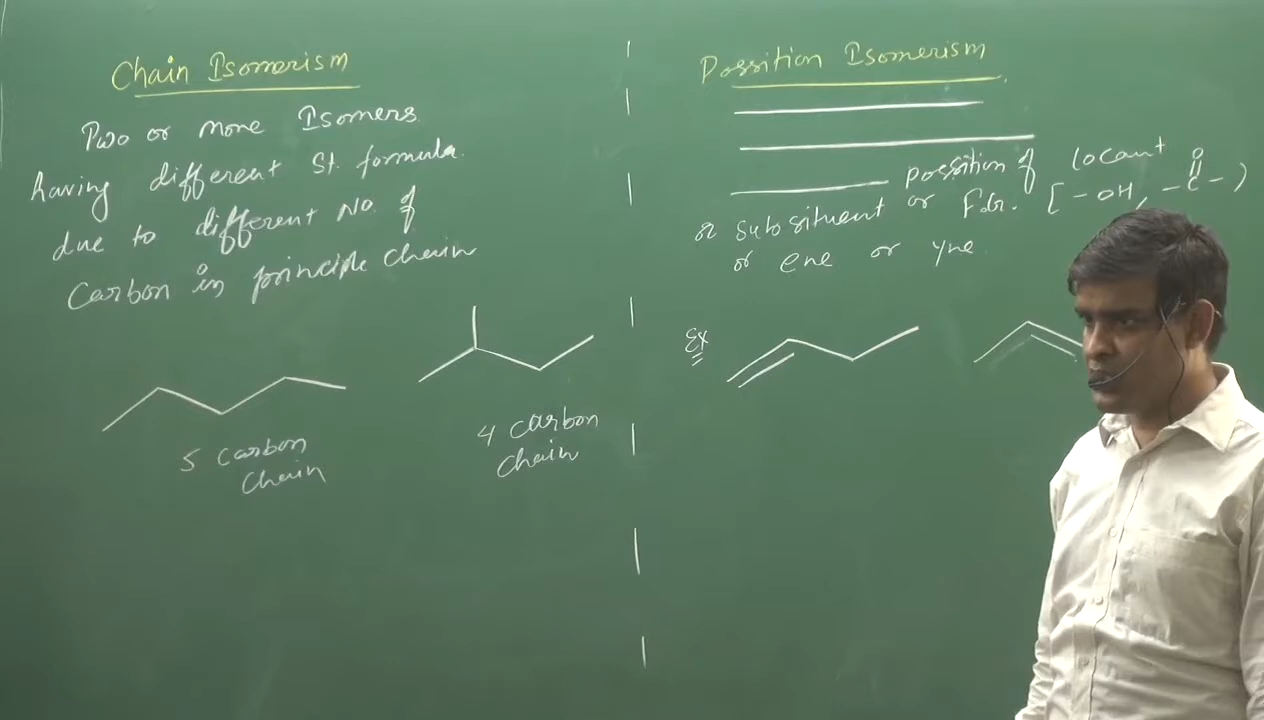 Chain Isomerism
Two or more Isomers
having different St. formula.
due to different No. of
Carbon in principle chain
5 Carbon
Chain
4 Carbon
Chain
Possition Isomerism
possition of locant
or substituent or F.Gr. [-OH, -C-)
O
or ene or yne
Ex